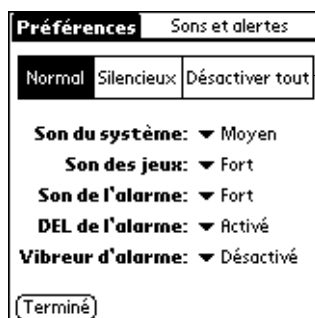 Préférences Sons et alertes
Normal Silencieux Désactiver tout
Son du système: Moyen
Son des jeux: Fort
Son de l'alarme: Fort
DEL de l'alarme: Activé
Vibreur d'alarme: Désactivé
Terminé